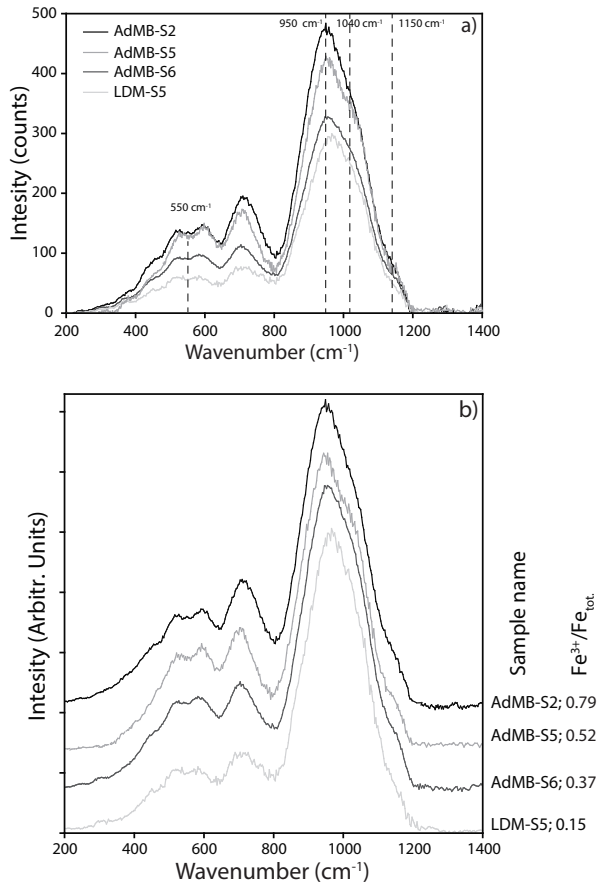 500
400
300
200
100
0
Intesity (counts)
AdMB-S2
AdMB-S5
AdMB-S6
LDM-S5
950 cm-1
1040 cm-1
1150 cm-1
a)
550 cm-1
200 400 600 800 1000 1200 1400
Wavenumber (cm-1)
b)
Intesity (Arbitr. Units)
Sample name
Fe3+/Fetot.
AdMB-S2; 0.79
AdMB-S5; 0.52
AdMB-S6; 0.37
LDM-S5; 0.15
200 400 600 800 1000 1200 1400
Wavenumber (cm-1)